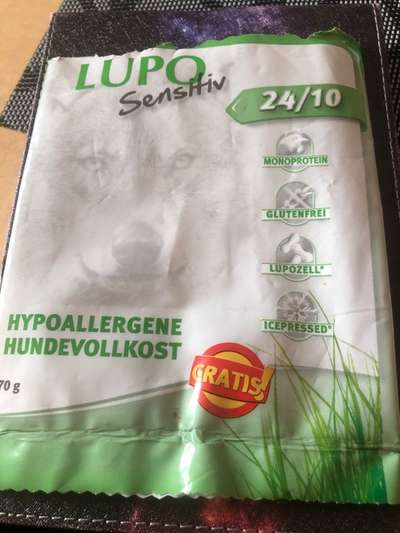 LUPO
Sensitiv
24/10
MONOPROTEIN
GLUTENFREI
LUPOZELL®
ICEPRESSED®
HYPOALLERGENE
HUNDEVOLLKOST
GRATIS!
70 g